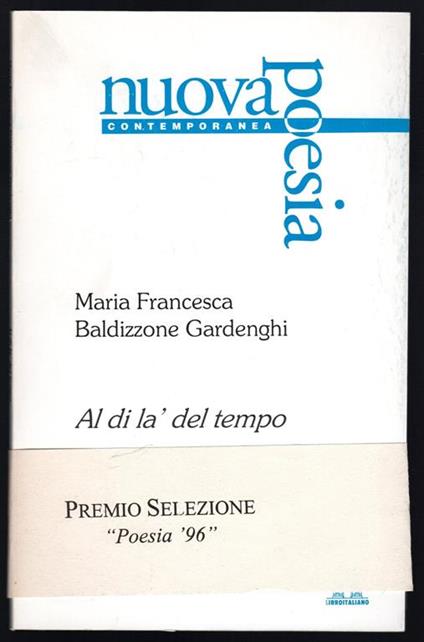 nuova
poesia
CONTEMPORANEA
Maria Francesca
Baldizzone Gardenghi
Al di la' del tempo
PREMIO SELEZIONE
“Poesia '96”
LIBROITALIANO